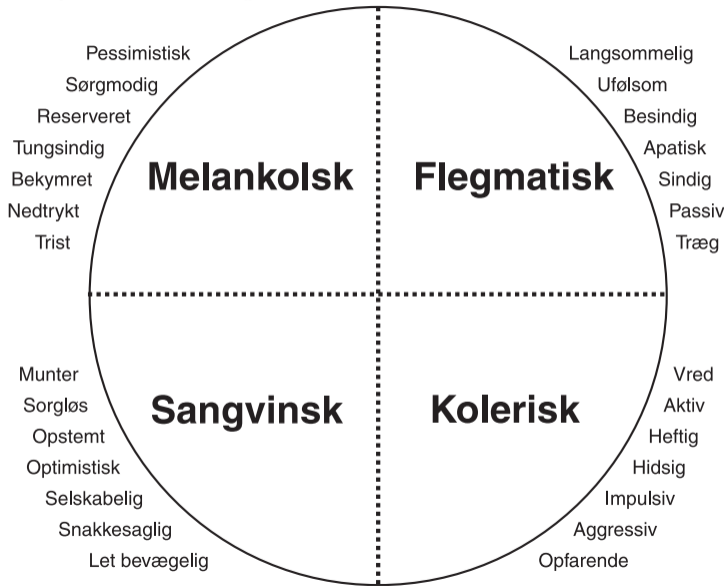 Pessimistisk
Sørgmodig
Reserveret
Tungsindig
Bekymret
Nedtrykt
Trist
Melankolsk
Langsommelig
Ufølsom
Besindig
Apatisk
Sindig
Passiv
Træg
Flegmatisk
Munter
Sorgløs
Opstemt
Optimistisk
Selskabelig
Snakkesaglig
Let bevægelig
Sangvinsk
Vred
Aktiv
Heftig
Hidsig
Impulsiv
Aggressiv
Opfarende
Kolerisk